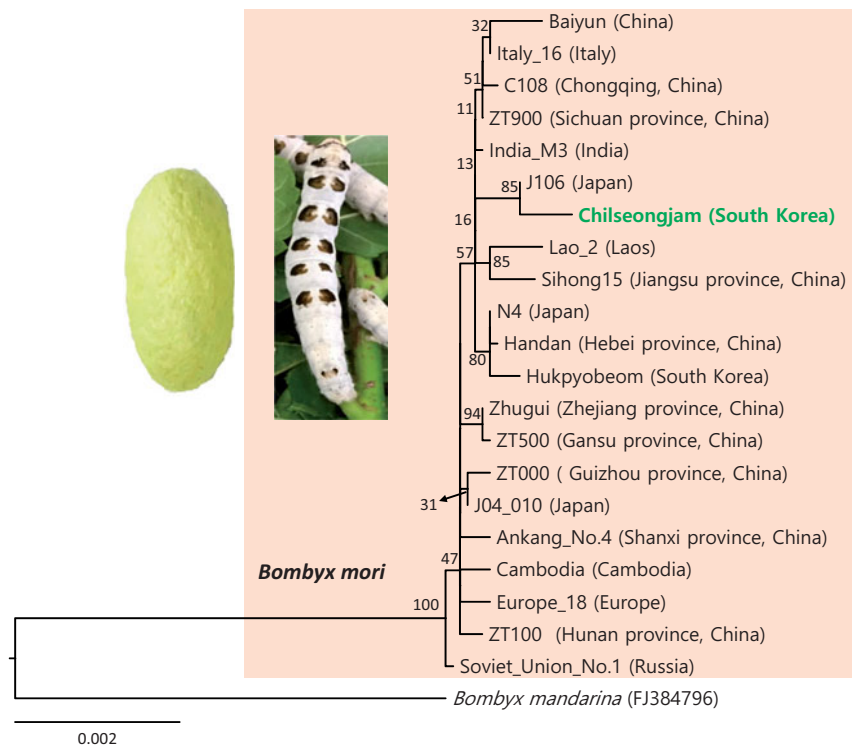 32
Baiyun (China)
Italy_16 (Italy)
51
C108 (Chongqing, China)
11
ZT900 (Sichuan province, China)
13
India_M3 (India)
85
J106 (Japan)
16
Chilseongjam (South Korea)
57
Lao_2 (Laos)
85
Sihong15 (Jiangsu province, China)
N4 (Japan)
Handan (Hebei province, China)
80
Hukpyobeom (South Korea)
94
Zhugui (Zhejiang province, China)
ZT500 (Gansu province, China)
ZT000 ( Guizhou province, China)
31
J04_010 (Japan)
Ankang_No.4 (Shanxi province, China)
47
Bombyx mori
Cambodia (Cambodia)
100
Europe_18 (Europe)
ZT100 (Hunan province, China)
Soviet_Union_No.1 (Russia)
Bombyx mandarina (FJ384796)
0.002